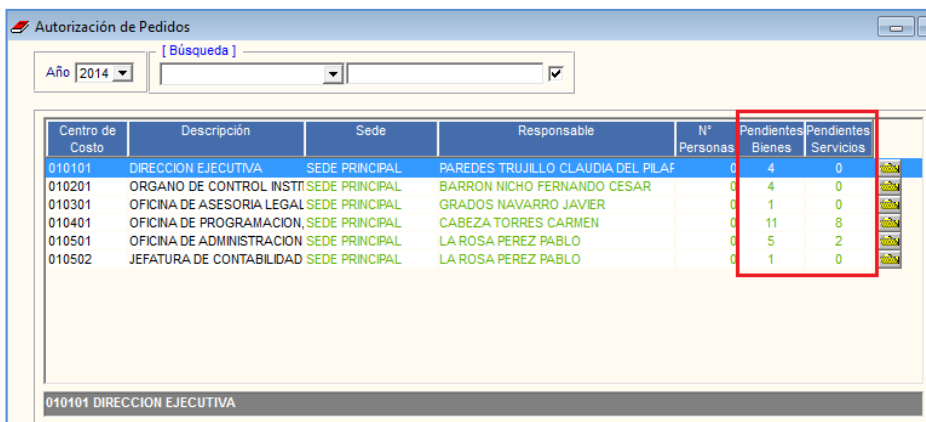 Autorización de Pedidos
[ Búsqueda ]
Año 2014
Centro de Costo Descripción Sede Responsable N° Personas Pendientes Bienes Pendientes Servicios
010101 DIRECCION EJECUTIVA SEDE PRINCIPAL PAREDES TRUJILLO CLAUDIA DEL PILAR 0 4 0
010201 ORGANO DE CONTROL INSTIT SEDE PRINCIPAL BARRON NICHO FERNANDO CESAR 0 4 0
010301 OFICINA DE ASESORIA LEGAL SEDE PRINCIPAL GRADOS NAVARRO JAVIER 0 1 0
010401 OFICINA DE PROGRAMACION, SEDE PRINCIPAL CABEZA TORRES CARMEN 0 11 8
010501 OFICINA DE ADMINISTRACION SEDE PRINCIPAL LA ROSA PEREZ PABLO 0 5 2
010502 JEFATURA DE CONTABILIDAD SEDE PRINCIPAL LA ROSA PEREZ PABLO 0 1 0
010101 DIRECCION EJECUTIVA